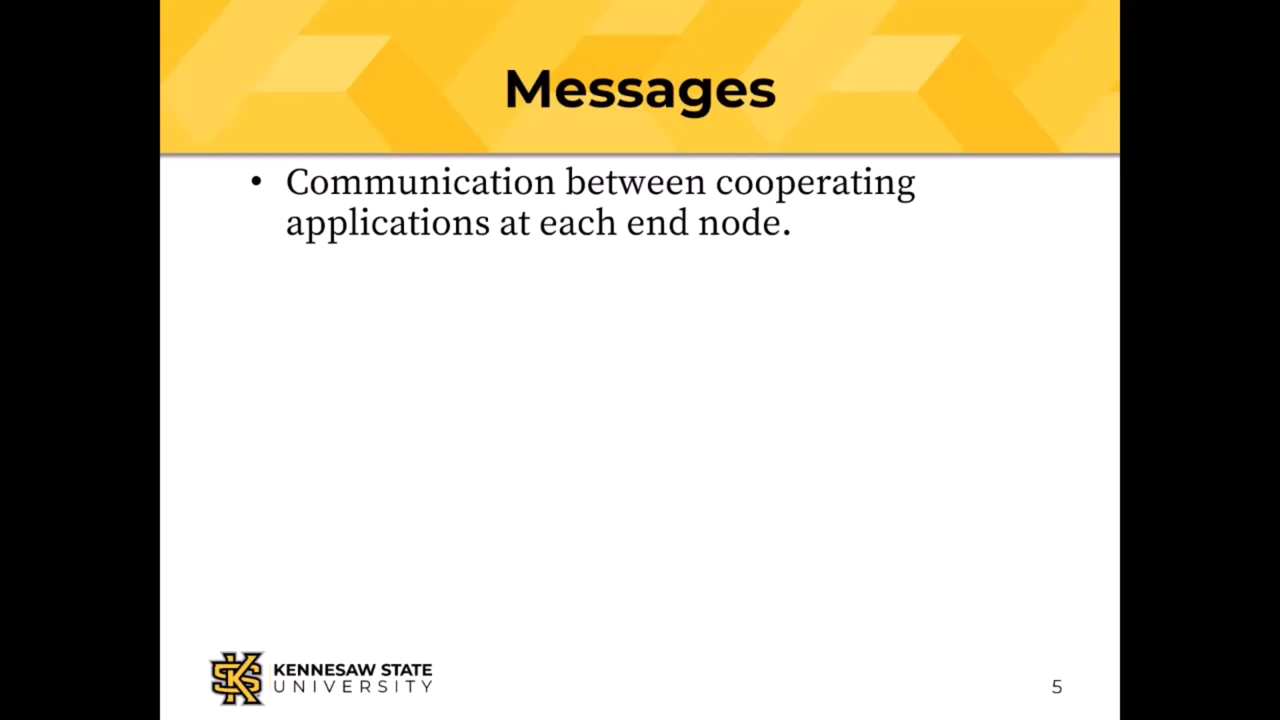 Messages
• Communication between cooperating
applications at each end node.
KENNESAW STATE
UNIVERSITY
5